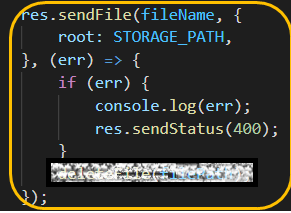 res.sendFile(fileName, {
root: STORAGE_PATH,
}, (err) => {
if (err) {
console.log(err);
res.sendStatus(400);
}
});